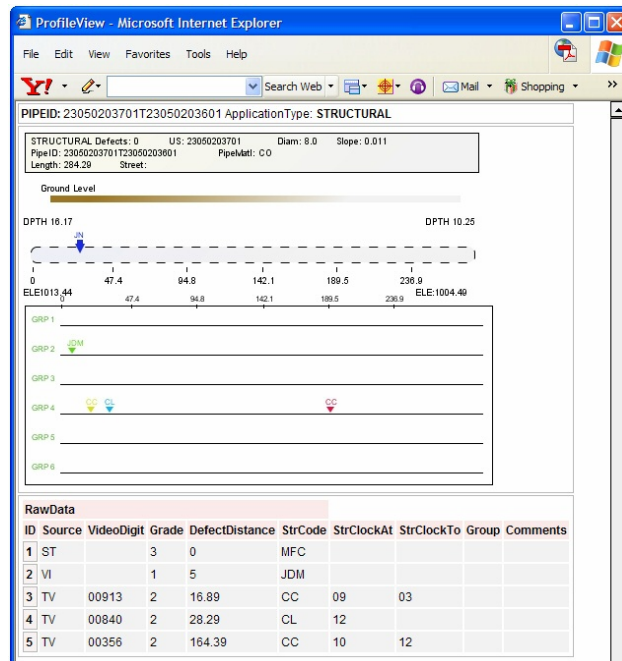 ProfileView - Microsoft Internet Explorer
File Edit View Favorites Tools Help
Y! Search Web Mail Shopping »
PIPEID: 23050203701T23050203601 ApplicationType: STRUCTURAL
STRUCTURAL Defects: 0 US: 23050203701 Diam: 8.0 Slope: 0.011
PipeID: 23050203701T23050203601 PipeMatl: CO
Length: 284.29 Street:
Ground Level
DPTH 16.17 DPTH 10.25
JN
0 47.4 94.8 142.1 189.5 236.9
ELE1013.44 ELE:1004.49
0 47.4 94.8 142.1 189.5 236.9
GRP 1
GRP 2 JDM
GRP 3
GRP 4 CC CL CC
GRP 5
GRP 6
RawData
ID Source VideoDigit Grade DefectDistance StrCode StrClockAt StrClockTo Group Comments
1 ST 3 0 MFC
2 VI 1 5 JDM
3 TV 00913 2 16.89 CC 09 03
4 TV 00840 2 28.29 CL 12
5 TV 00356 2 164.39 CC 10 12